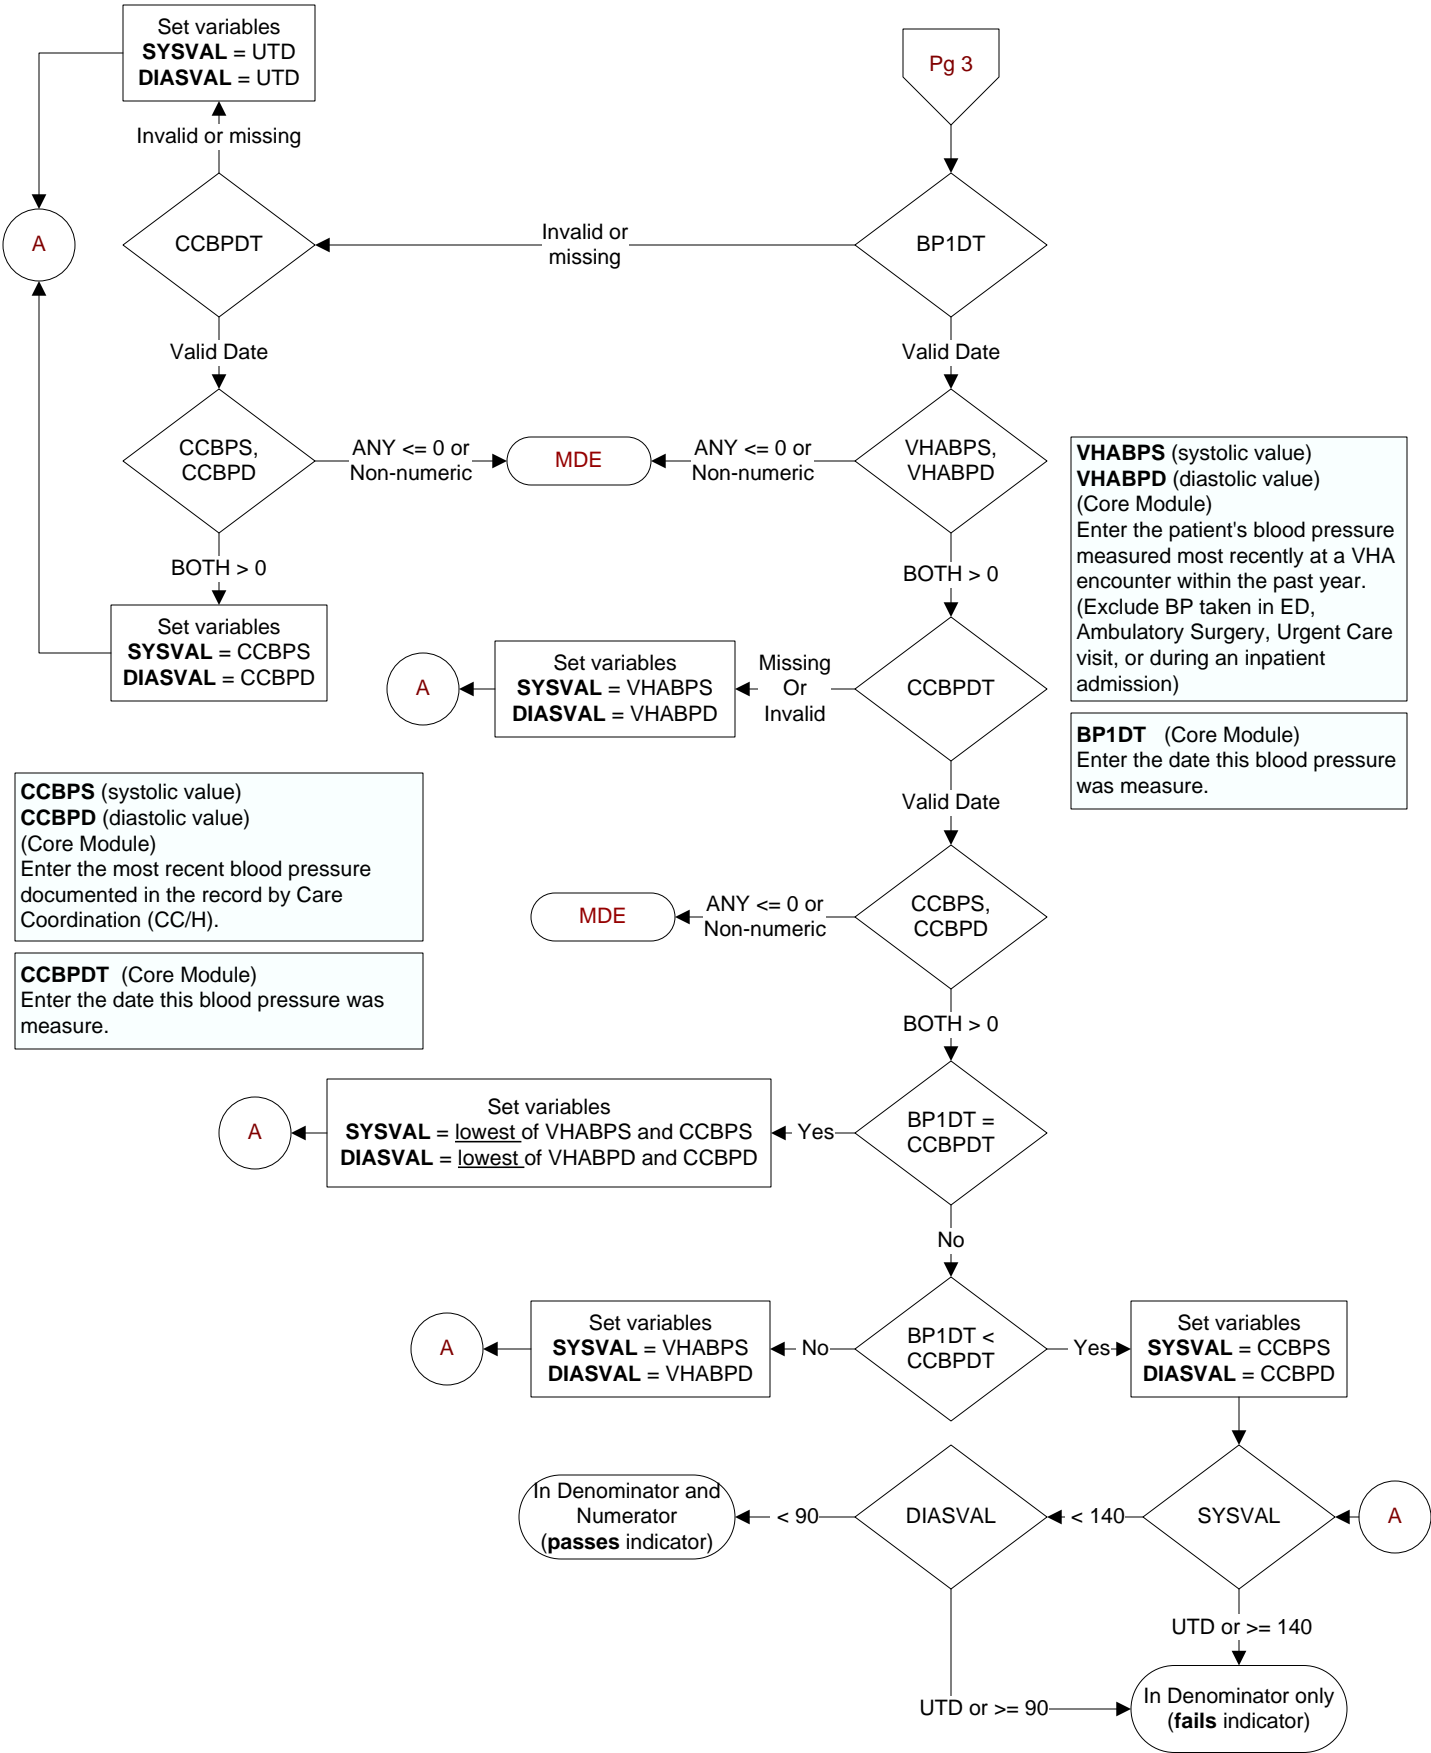 Set variables
SYSVAL = UTD
DIASVAL = UTD
Pg 3
Invalid or missing
A
CCBPDT
Invalid or
missing
BP1DT
Valid Date
Valid Date
CCBPS,
CCBPD
ANY <= 0 or
Non-numeric
MDE
ANY <= 0 or
Non-numeric
VHABPS,
VHABPD
VHABPS (systolic value)
VHABPD (diastolic value)
(Core Module)
Enter the patient's blood pressure
measured most recently at a VHA
encounter within the past year.
(Exclude BP taken in ED,
Ambulatory Surgery, Urgent Care
visit, or during an inpatient
admission)
BOTH > 0
BOTH > 0
Set variables
SYSVAL = CCBPS
DIASVAL = CCBPD
A
Set variables
SYSVAL = VHABPS
DIASVAL = VHABPD
Missing
Or
Invalid
CCBPDT
BP1DT (Core Module)
Enter the date this blood pressure
was measure.
CCBPS (systolic value)
CCBPD (diastolic value)
(Core Module)
Enter the most recent blood pressure
documented in the record by Care
Coordination (CC/H).
Valid Date
MDE
ANY <= 0 or
Non-numeric
CCBPS,
CCBPD
CCBPDT (Core Module)
Enter the date this blood pressure was
measure.
BOTH > 0
A
Set variables
SYSVAL = lowest of VHABPS and CCBPS
DIASVAL = lowest of VHABPD and CCBPD
Yes
BP1DT =
CCBPDT
No
A
Set variables
SYSVAL = VHABPS
DIASVAL = VHABPD
No
BP1DT <
CCBPDT
Yes
Set variables
SYSVAL = CCBPS
DIASVAL = CCBPD
In Denominator and
Numerator
(passes indicator)
< 90
DIASVAL
< 140
SYSVAL
A
UTD or >= 140
UTD or >= 90
In Denominator only
(fails indicator)